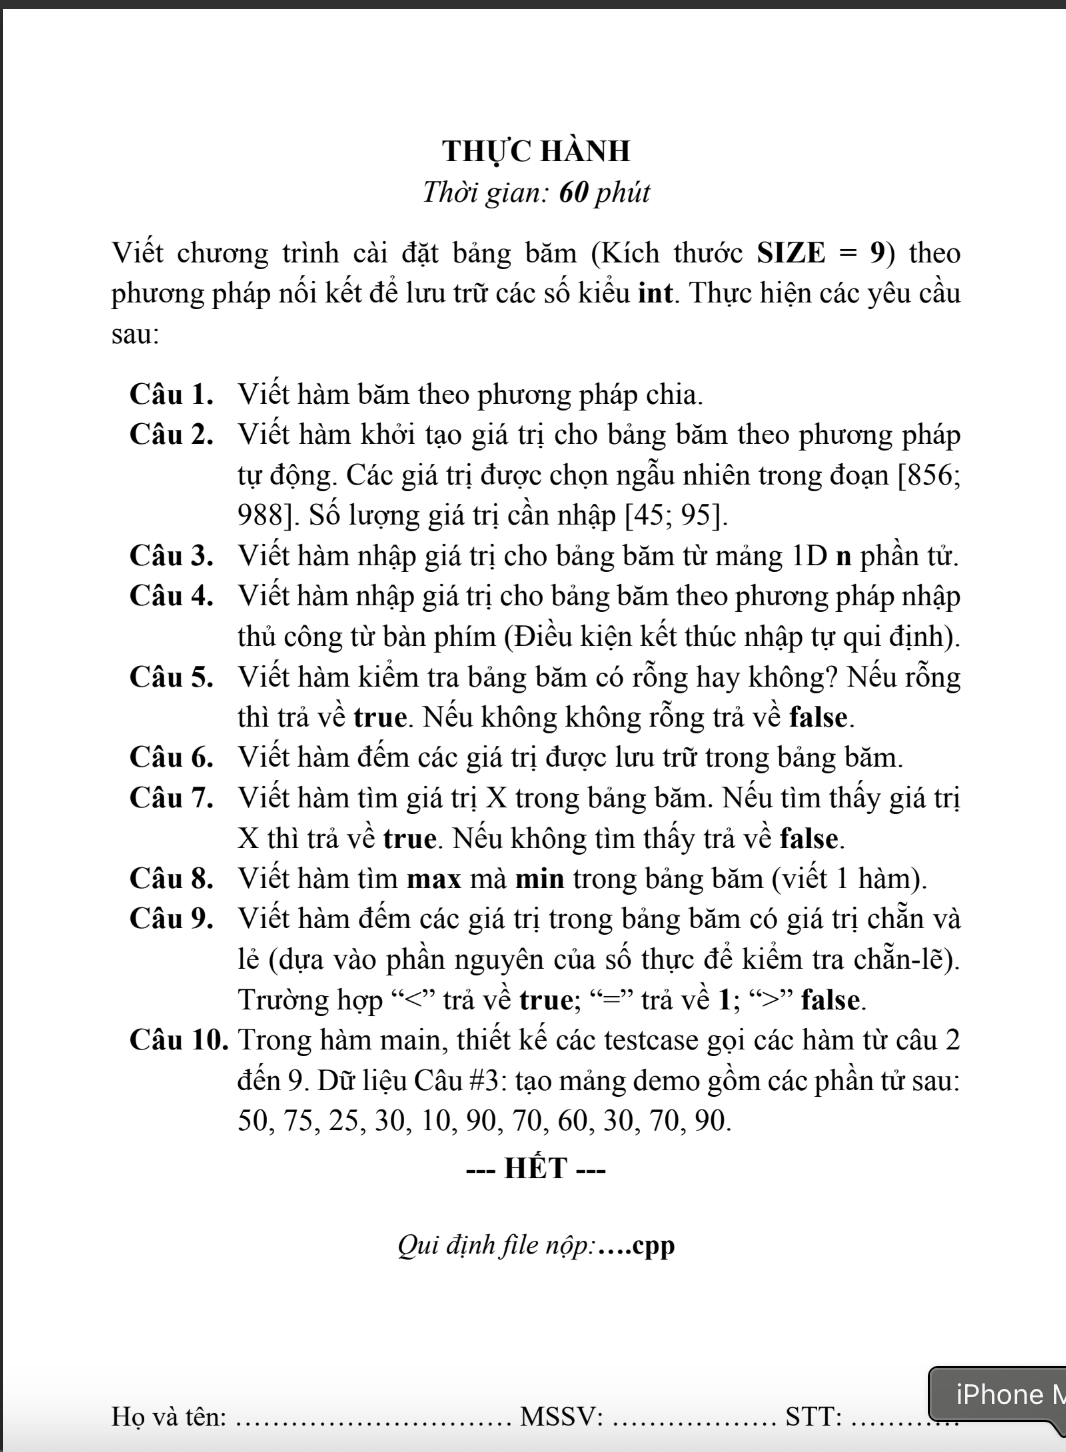 THỰC HÀNH
Thời gian: 60 phút
Viết chương trình cài đặt bảng băm (Kích thước SIZE = 9) theo
phương pháp nối kết để lưu trữ các số kiểu int. Thực hiện các yêu cầu
sau:
Câu 1. Viết hàm băm theo phương pháp chia.
Câu 2. Viết hàm khởi tạo giá trị cho bảng băm theo phương pháp
tự động. Các giá trị được chọn ngẫu nhiên trong đoạn [856;
988]. Số lượng giá trị cần nhập [45; 95].
Câu 3. Viết hàm nhập giá trị cho bảng băm từ mảng 1D n phần tử.
Câu 4. Viết hàm nhập giá trị cho bảng băm theo phương pháp nhập
thủ công từ bàn phím (Điều kiện kết thúc nhập tự qui định).
Câu 5. Viết hàm kiểm tra bảng băm có rỗng hay không? Nếu rỗng
thì trả về true. Nếu không không rỗng trả về false.
Câu 6. Viết hàm đếm các giá trị được lưu trữ trong bảng băm.
Câu 7. Viết hàm tìm giá trị X trong bảng băm. Nếu tìm thấy giá trị
X thì trả về true. Nếu không tìm thấy trả về false.
Câu 8. Viết hàm tìm max mà min trong bảng băm (viết 1 hàm).
Câu 9. Viết hàm đếm các giá trị trong bảng băm có giá trị chẵn và
lẻ (dựa vào phần nguyên của số thực để kiểm tra chẵn-lẽ).
Trường hợp “<” trả về true; “=” trả về 1; “>” false.
Câu 10. Trong hàm main, thiết kế các testcase gọi các hàm từ câu 2
đến 9. Dữ liệu Câu #3: tạo mảng demo gồm các phần tử sau:
50, 75, 25, 30, 10, 90, 70, 60, 30, 70, 90.
--- HẾT ---
Qui định file nộp:….cpp
Họ và tên: ............................... MSSV: .................. STT: ............
iPhone